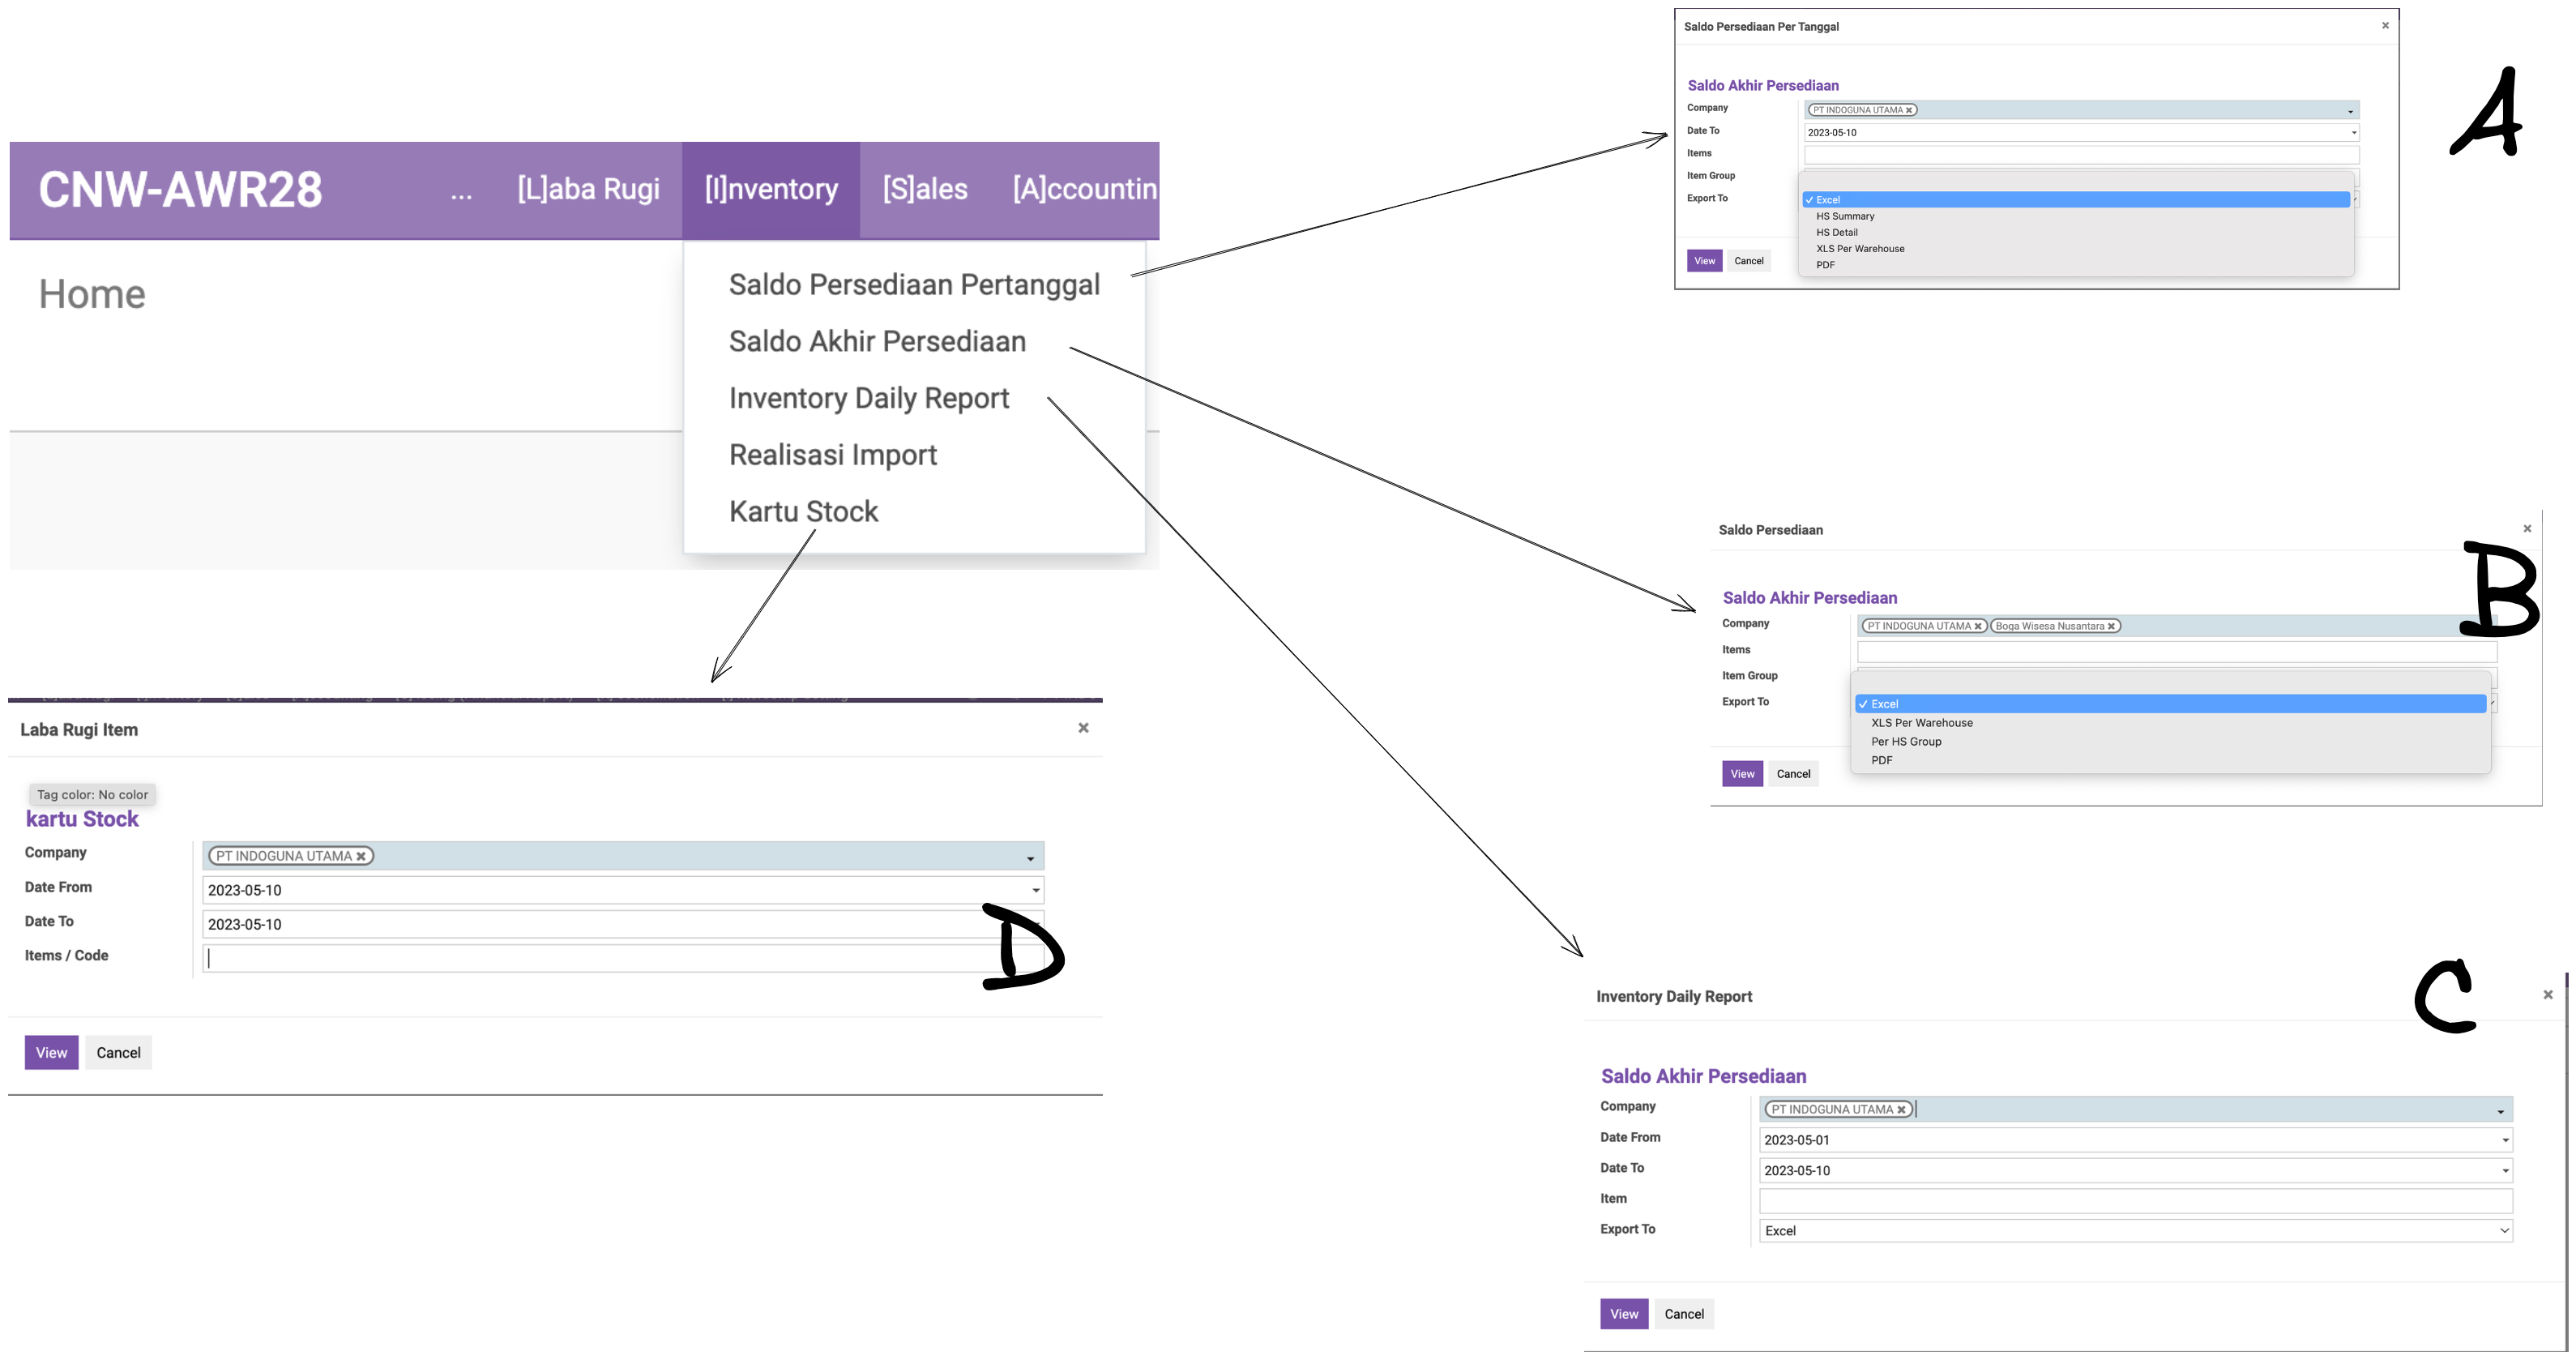 CNW-AWR28 ... [L]aba Rugi [I]nventory [S]ales [A]ccountin
Home
Saldo Persediaan Pertanggal
Saldo Akhir Persediaan
Inventory Daily Report
Realisasi Import
Kartu Stock
Saldo Persediaan Per Tanggal
A
Saldo Akhir Persediaan
Company PT INDOGUNA UTAMA
Date To 2023-05-10
Items
Item Group
Export To
Excel
HS Summary
HS Detail
XLS Per Warehouse
PDF
View Cancel
Saldo Persediaan
B
Saldo Akhir Persediaan
Company PT INDOGUNA UTAMA Boga Wisesa Nusantara
Items
Item Group
Export To
Excel
XLS Per Warehouse
Per HS Group
PDF
View Cancel
Laba Rugi Item
Tag color: No color
kartu Stock
Company PT INDOGUNA UTAMA
Date From 2023-05-10
Date To 2023-05-10
Items / Code
D
View Cancel
Inventory Daily Report
C
Saldo Akhir Persediaan
Company PT INDOGUNA UTAMA
Date From 2023-05-01
Date To 2023-05-10
Item
Export To Excel
View Cancel